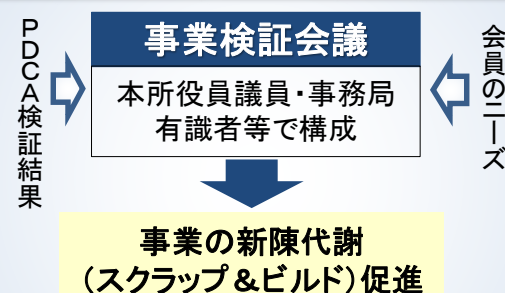 PDCA検証結果
事業検証会議
本所役員議員・事務局
有識者等で構成
会員のニーズ
事業の新陳代謝
(スクラップ&ビルド)促進